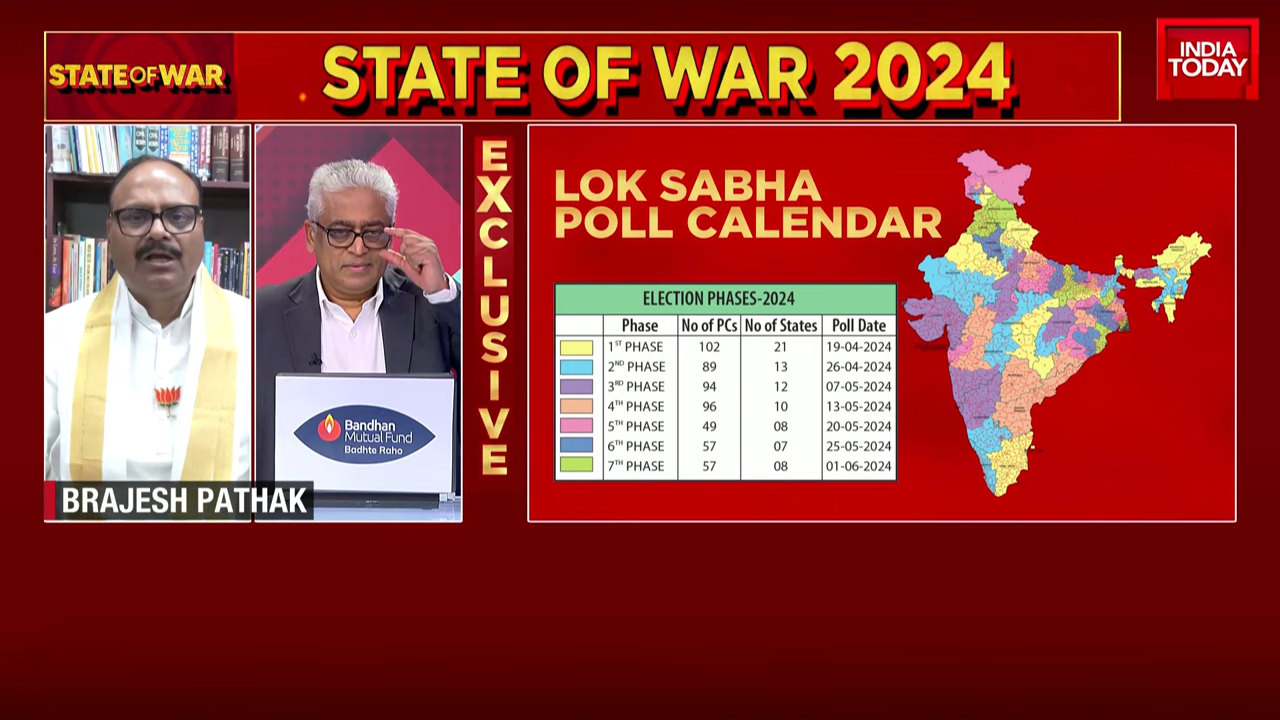 STATE OF WAR
STATE OF WAR 2024
INDIA
TODAY
EXCLUSIVE
LOK SABHA
POLL CALENDAR
ELECTION PHASES-2024
Phase No of PCs No of States Poll Date
1ST PHASE 102 21 19-04-2024
2ND PHASE 89 13 26-04-2024
3RD PHASE 94 12 07-05-2024
4TH PHASE 96 10 13-05-2024
5TH PHASE 49 08 20-05-2024
6TH PHASE 57 07 25-05-2024
7TH PHASE 57 08 01-06-2024
Bandhan
Mutual Fund
Badhte Raho
BRAJESH PATHAK